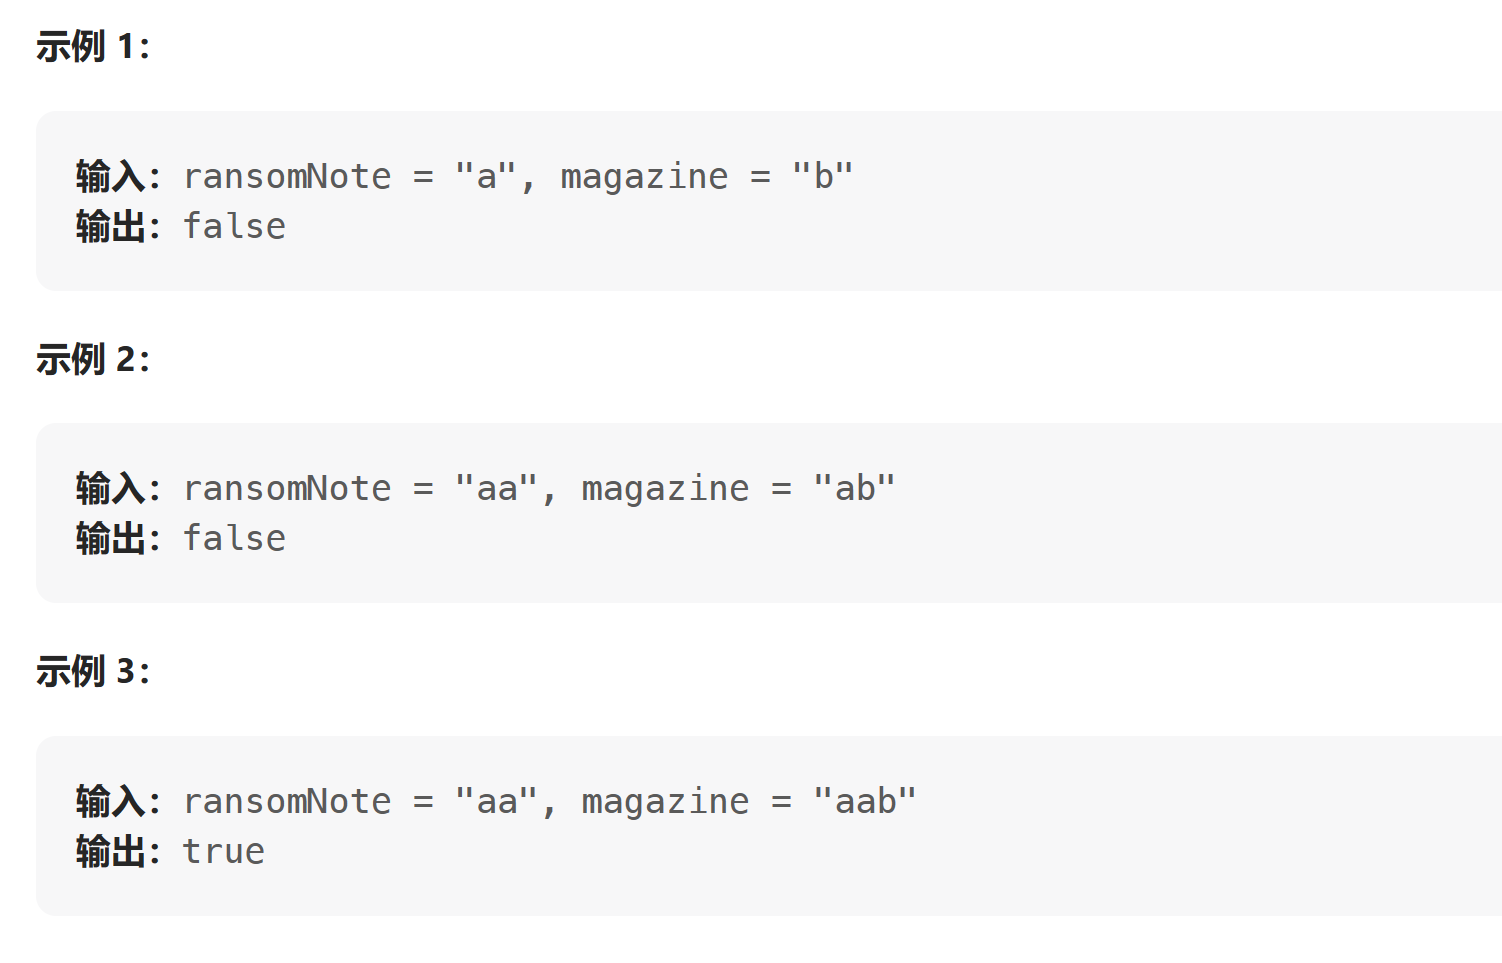 示例 1：
输入：ransomNote = "a", magazine = "b"
输出：false
示例 2：
输入：ransomNote = "aa", magazine = "ab"
输出：false
示例 3：
输入：ransomNote = "aa", magazine = "aab"
输出：true